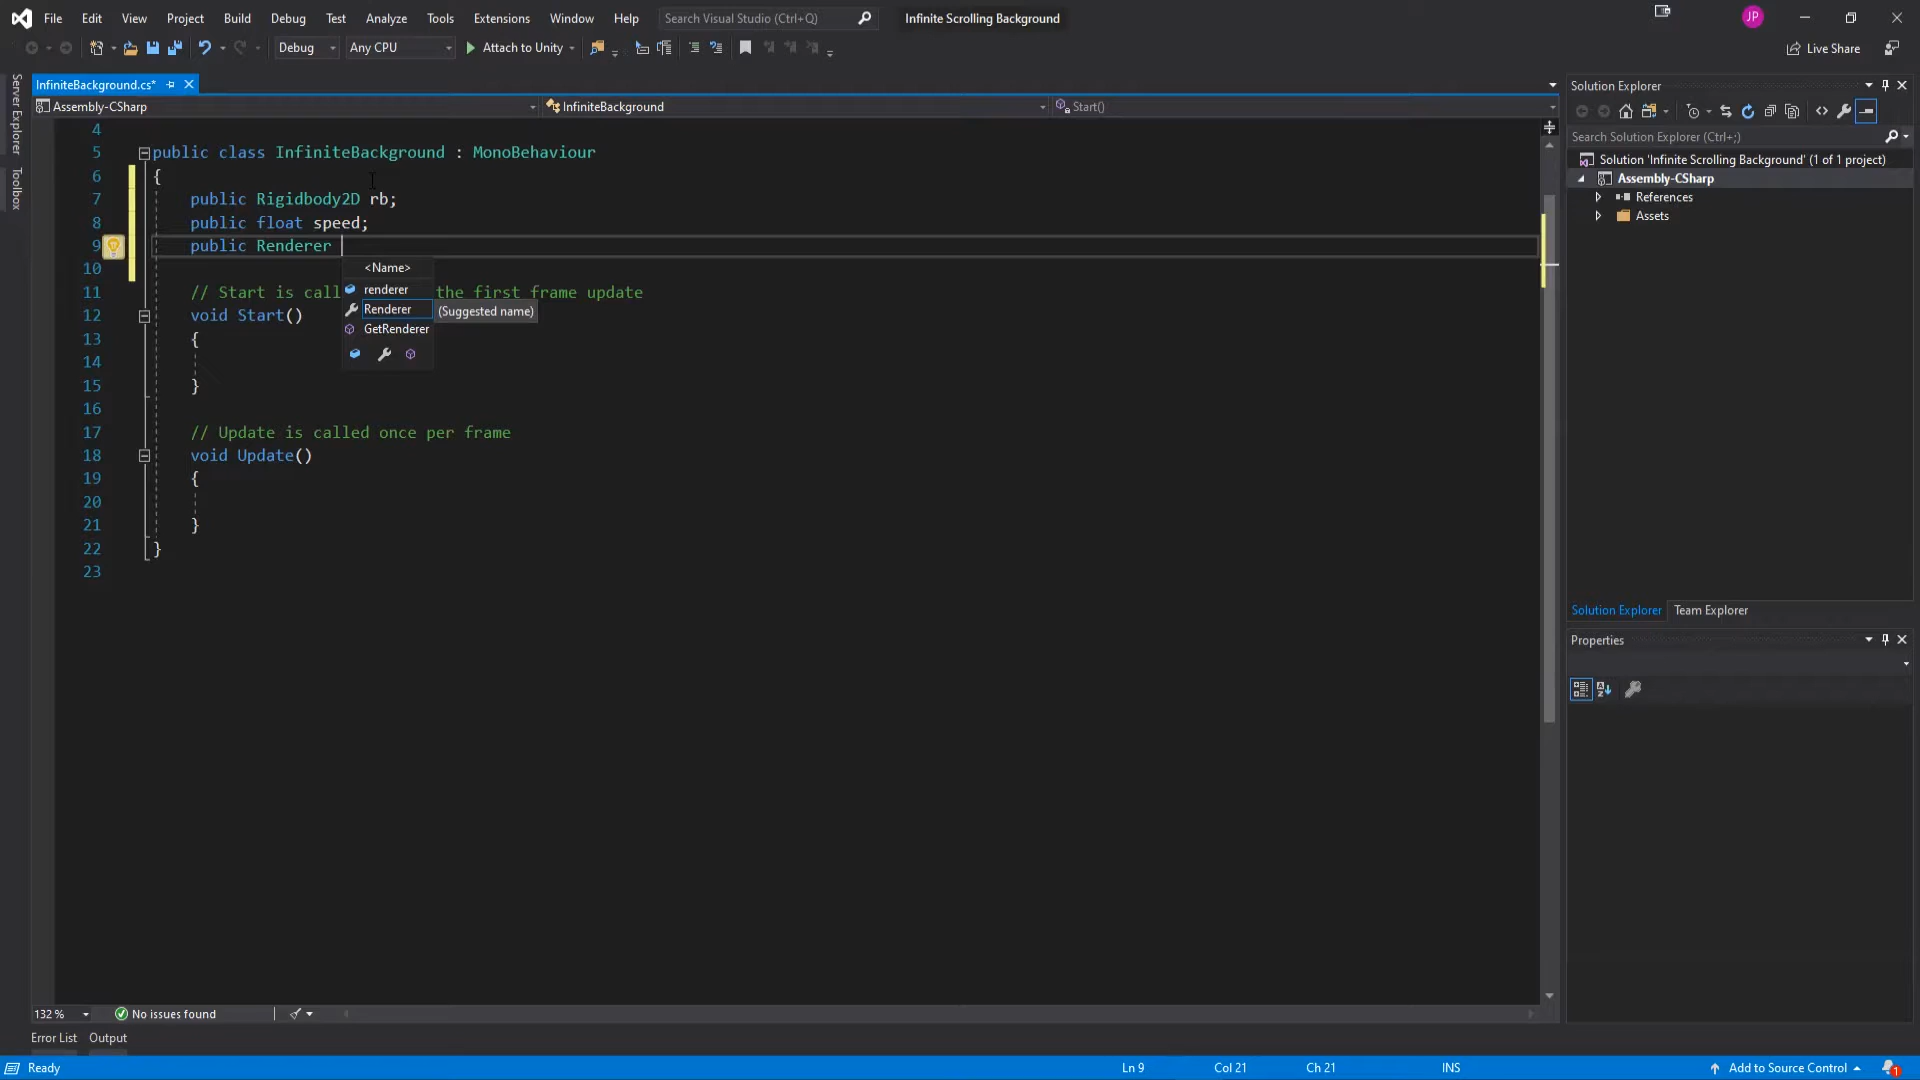 File Edit View Project Build Debug Test Analyze Tools Extensions Window Help Search Visual Studio (Ctrl+Q) Infinite Scrolling Background JP
Debug Any CPU Attach to Unity Live Share
Server Explorer
Toolbox
InfiniteBackground.cs*
Assembly-CSharp InfiniteBackground Start()
4
5 public class InfiniteBackground : MonoBehaviour
6 {
7 public Rigidbody2D rb;
8 public float speed;
9 public Renderer
10
<Name>
renderer
Renderer (Suggested name)
GetRenderer
11 // Start is call the first frame update
12 void Start()
13 {
14
15 }
16
17 // Update is called once per frame
18 void Update()
19 {
20
21 }
22 }
23
132 % No issues found
Error List Output
Solution Explorer
Search Solution Explorer (Ctrl+;)
Solution 'Infinite Scrolling Background' (1 of 1 project)
Assembly-CSharp
References
Assets
Solution Explorer Team Explorer
Properties
Ready Ln 9 Col 21 Ch 21 INS Add to Source Control 1